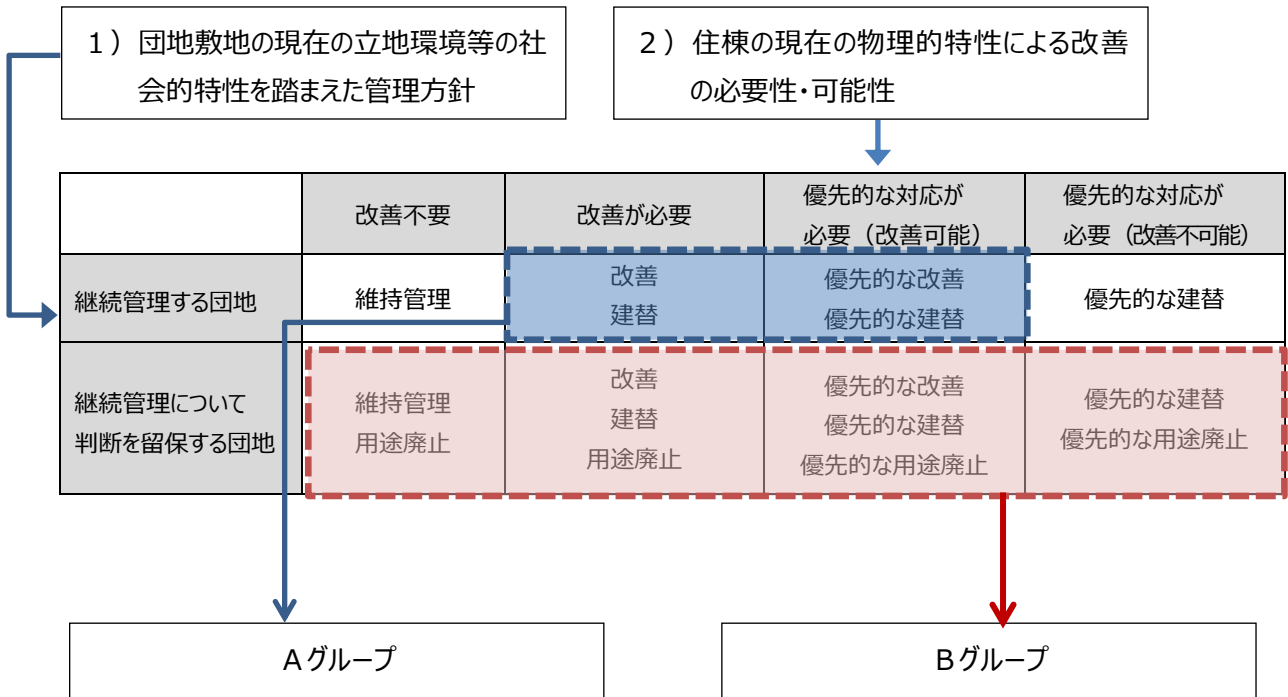 １）団地敷地の現在の立地環境等の社
会的特性を踏まえた管理方針
２）住棟の現在の物理的特性による改善
の必要性・可能性
改善不要
改善が必要
優先的な対応が
必要（改善可能）
優先的な対応が
必要（改善不可能）
継続管理する団地
維持管理
改善
建替
優先的な改善
優先的な建替
優先的な建替
継続管理について
判断を留保する団地
維持管理
用途廃止
改善
建替
用途廃止
優先的な改善
優先的な建替
優先的な用途廃止
優先的な建替
優先的な用途廃止
Ａグループ
Ｂグループ